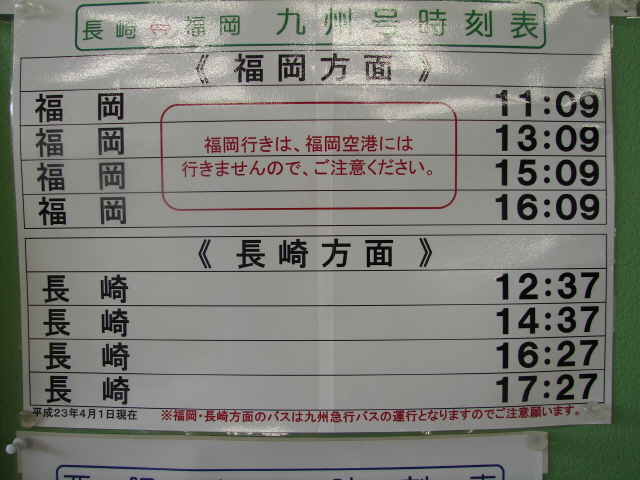 長崎⇔福岡 九州号時刻表
《 福岡方面 》
福岡 11:09
福岡 13:09
福岡 15:09
福岡 16:09
福岡行きは、福岡空港には
行きませんので、ご注意ください。
《 長崎方面 》
長崎 12:37
長崎 14:37
長崎 16:27
長崎 17:27
平成23年4月1日現在 ※福岡・長崎方面のバスは九州急行バスの運行となりますのでご注意願います。